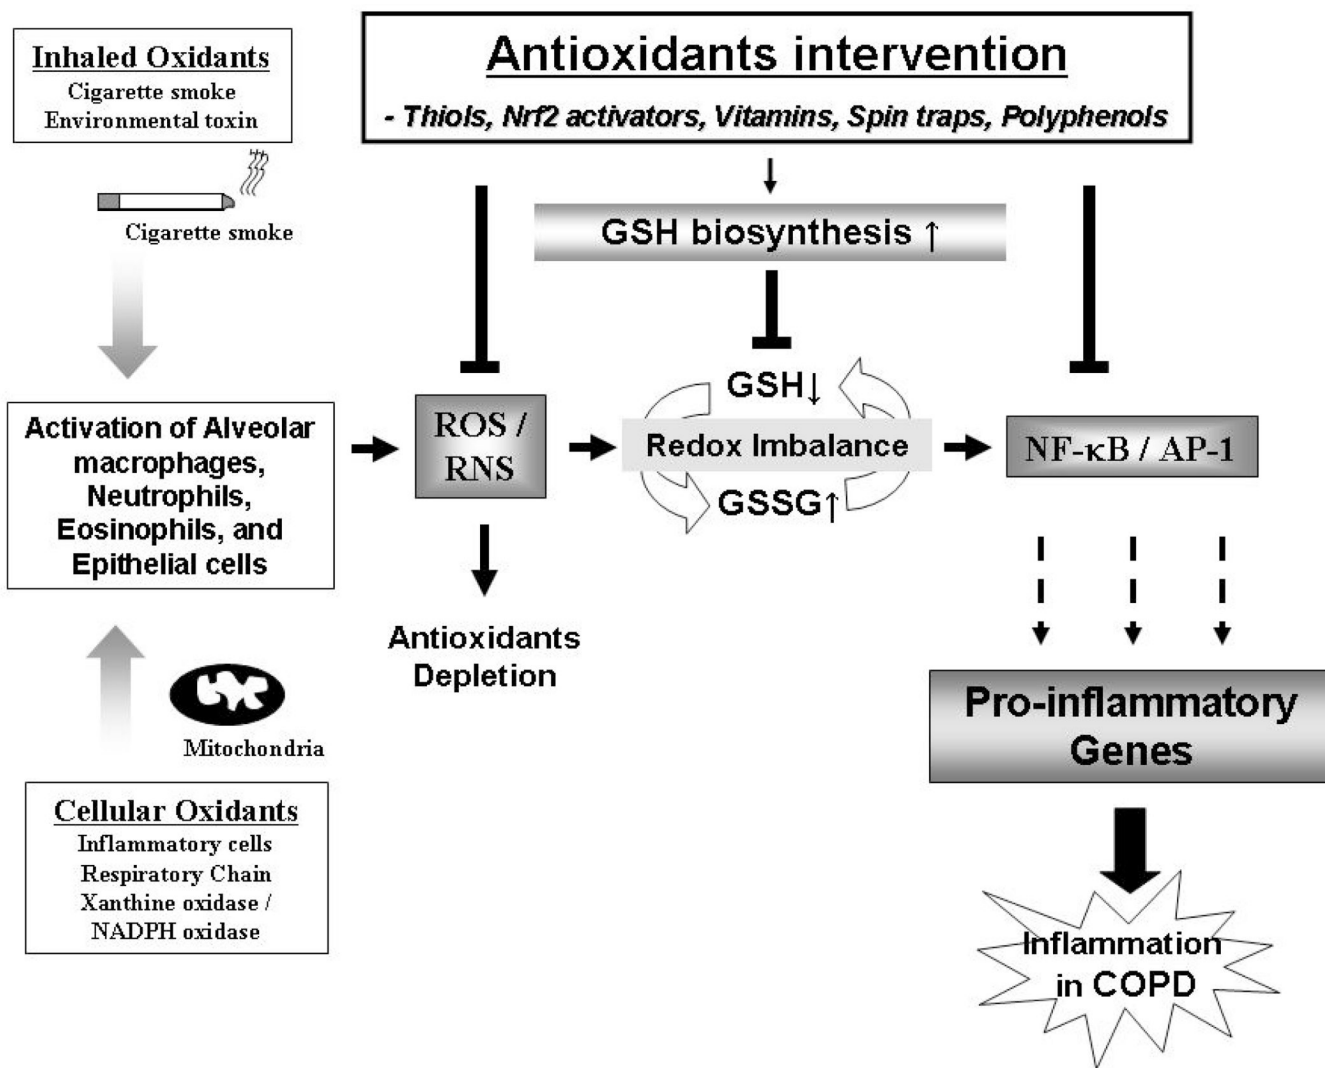 Inhaled Oxidants
Cigarette smoke
Environmental toxin
Cigarette smoke
Antioxidants intervention
- Thiols, Nrf2 activators, Vitamins, Spin traps, Polyphenols
GSH biosynthesis ↑
Activation of Alveolar
macrophages,
Neutrophils,
Eosinophils, and
Epithelial cells
ROS /
RNS
GSH↓
Redox Imbalance
GSSG↑
NF-κB / AP-1
Antioxidants
Depletion
Mitochondria
Cellular Oxidants
Inflammatory cells
Respiratory Chain
Xanthine oxidase /
NADPH oxidase
Pro-inflammatory
Genes
Inflammation
in COPD